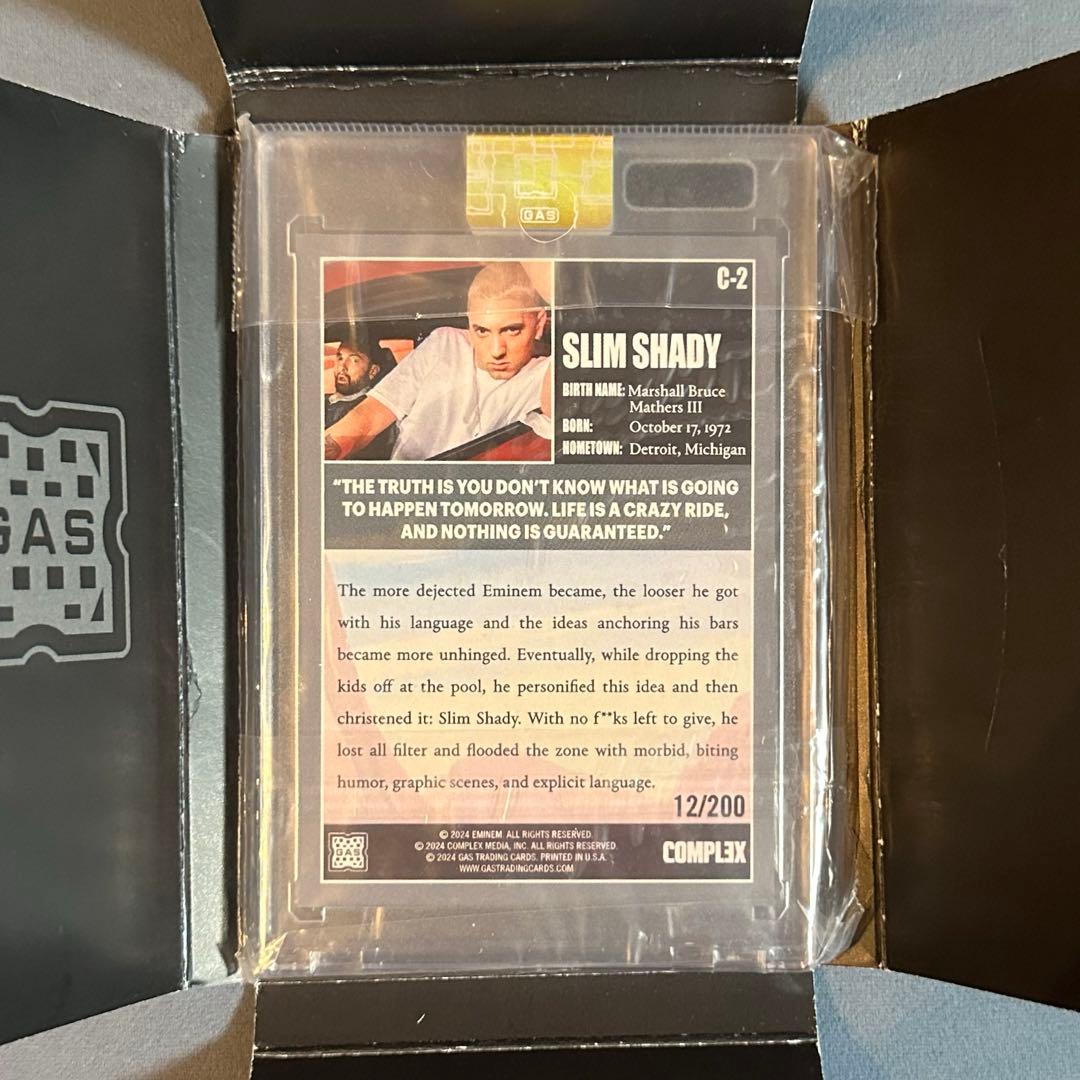 GAS
GAS
C-2
SLIM SHADY
BIRTH NAME: Marshall Bruce
Mathers III
BORN: October 17, 1972
HOMETOWN: Detroit, Michigan
“THE TRUTH IS YOU DON’T KNOW WHAT IS GOING
TO HAPPEN TOMORROW. LIFE IS A CRAZY RIDE,
AND NOTHING IS GUARANTEED.”
The more dejected Eminem became, the looser he got
with his language and the ideas anchoring his bars
became more unhinged. Eventually, while dropping the
kids off at the pool, he personified this idea and then
christened it: Slim Shady. With no f**ks left to give, he
lost all filter and flooded the zone with morbid, biting
humor, graphic scenes, and explicit language.
12/200
GAS
© 2024 EMINEM. ALL RIGHTS RESERVED.
© 2024 COMPLEX MEDIA, INC. ALL RIGHTS RESERVED.
© 2024 GAS TRADING CARDS. PRINTED IN U.S.A.
WWW.GASTRADINGCARDS.COM
COMPLEX